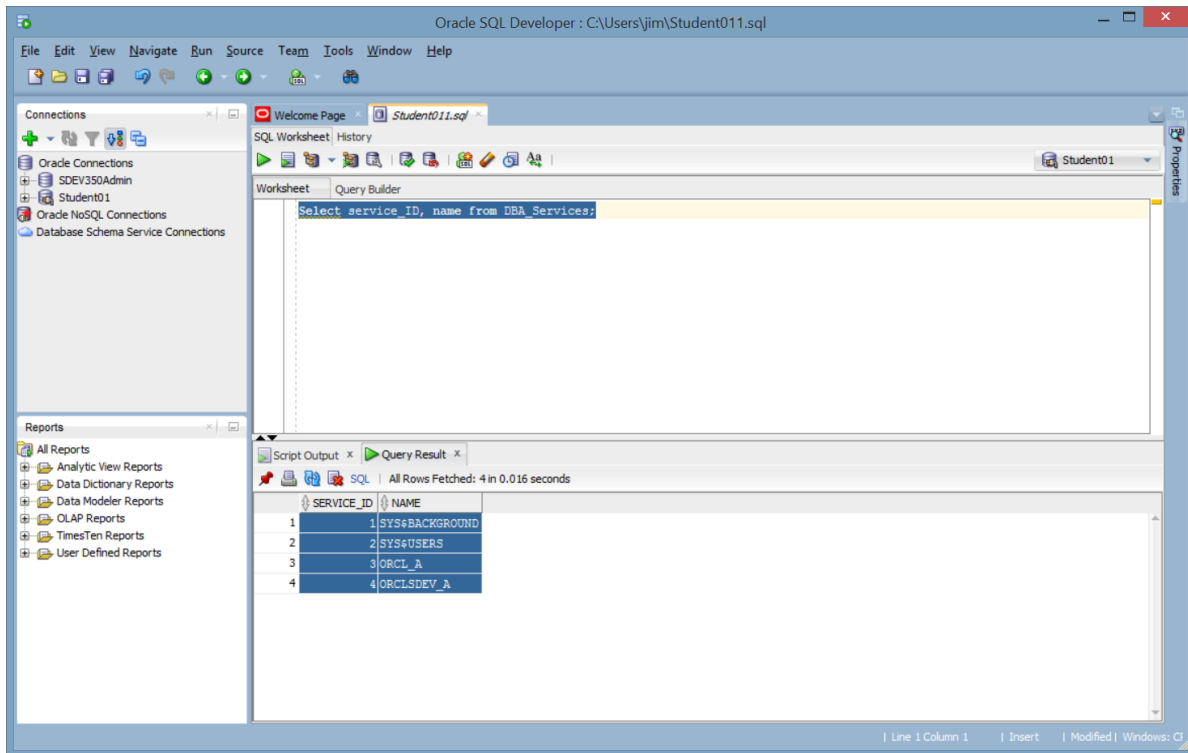 Oracle SQL Developer : C:\Users\jim\Student011.sql
File Edit View Navigate Run Source Team Tools Window Help
Connections
Oracle Connections
SDEV350Admin
Student01
Oracle NoSQL Connections
Database Schema Service Connections
Reports
All Reports
Analytic View Reports
Data Dictionary Reports
Data Modeler Reports
OLAP Reports
TimesTen Reports
User Defined Reports
Welcome Page Student011.sql
SQL Worksheet History
Student01
Worksheet Query Builder
Select service_ID, name from DBA_Services;
Script Output Query Result
SQL | All Rows Fetched: 4 in 0.016 seconds
SERVICE_ID NAME
1 1 SYS$BACKGROUND
2 2 SYS$USERS
3 3 ORCL_A
4 4 ORCLSDEV_A
Properties
| Line 1 Column 1 | Insert | Modified | Windows: